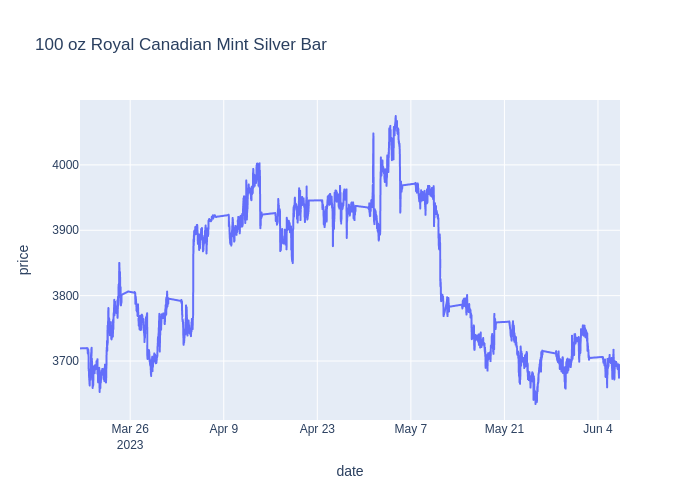 100 oz Royal Canadian Mint Silver Bar
price
4000
3900
3800
3700
Mar 26
2023
Apr 9
Apr 23
May 7
May 21
Jun 4
date